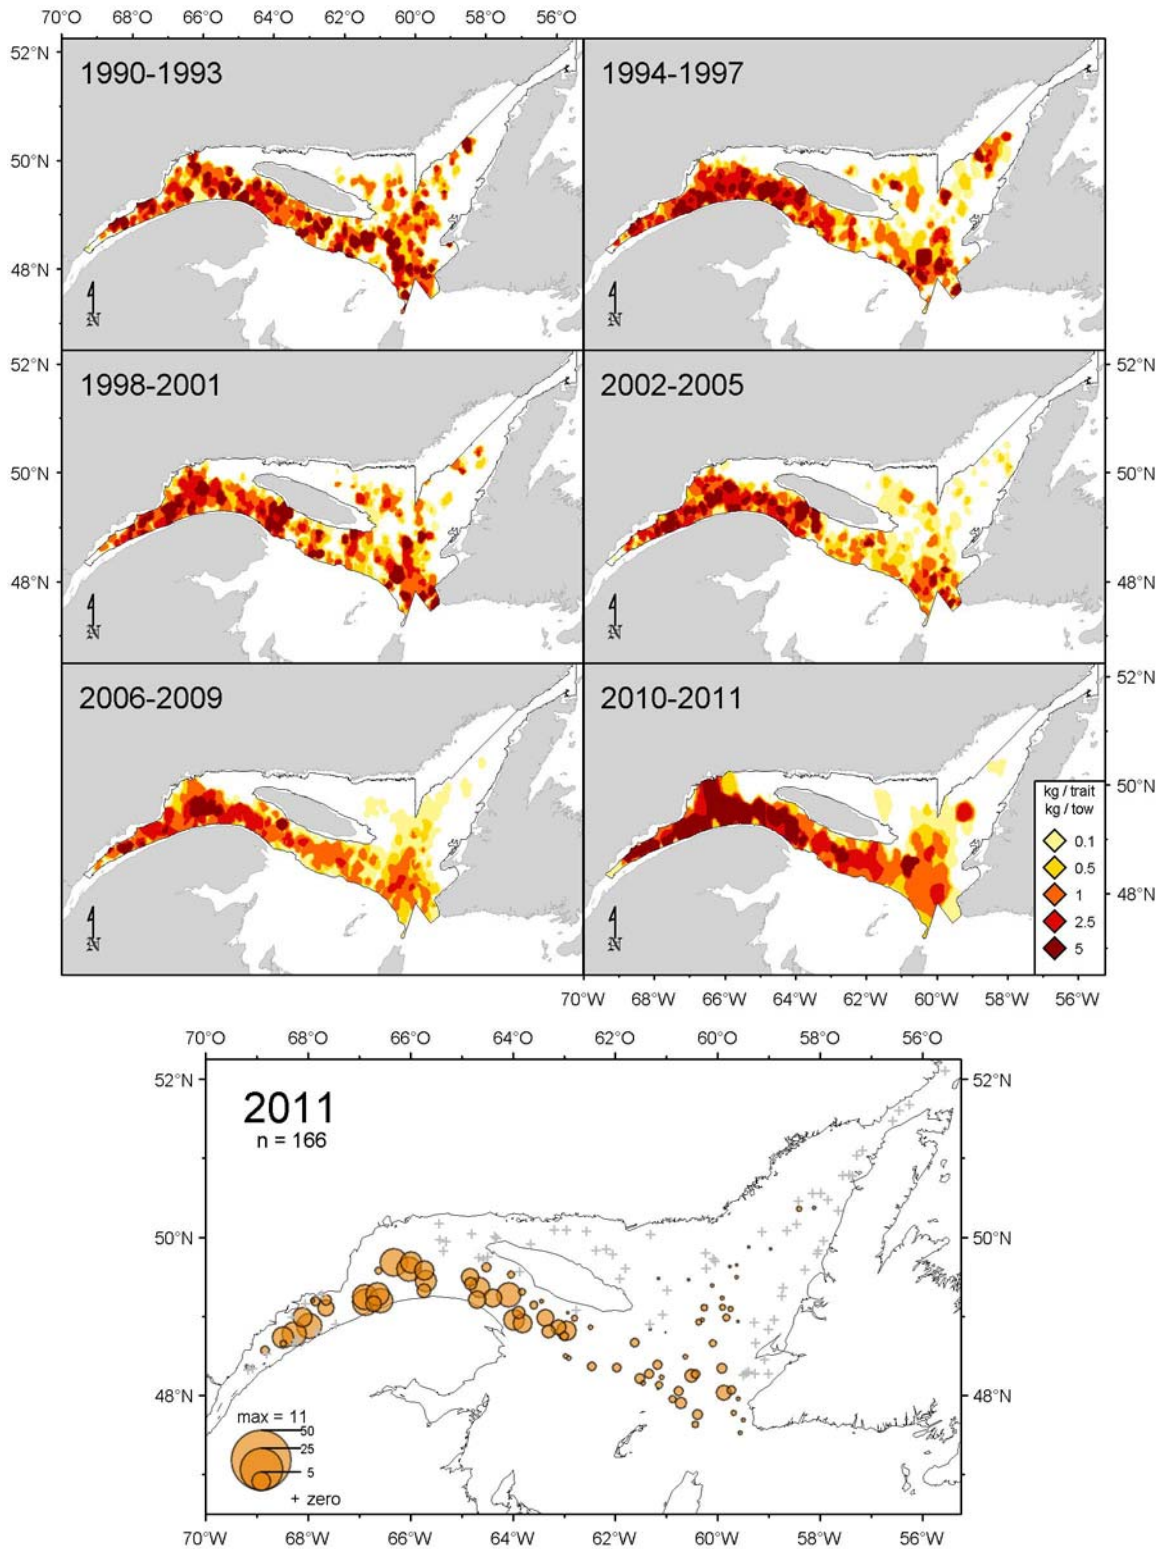 70°O 68°O 66°O 64°O 62°O 60°O 58°O 56°O
52°N
1990-1993
1994-1997
50°N
48°N
N
N
52°N
52°N
1998-2001
2002-2005
50°N
50°N
48°N
48°N
N
N
52°N
2006-2009
2010-2011
50°N
kg / trait
kg / tow
0.1
0.5
1
48°N
2.5
5
N
N
70°W 68°W 66°W 64°W 62°W 60°W 58°W 56°W
70°O 68°O 66°O 64°O 62°O 60°O 58°O 56°O
52°N
52°N
2011
n = 166
50°N
50°N
48°N
48°N
max = 11
50
25
5
+ zero
70°W 68°W 66°W 64°W 62°W 60°W 58°W 56°W